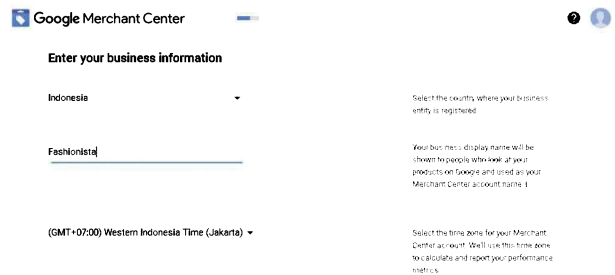 Google Merchant Center
Enter your business information
Indonesia
Select the country where your business
entity is registered
Fashionista
Your business display name will be
shown to people who look at your
products on Google and used as your
Merchant Center account name
(GMT+07:00) Western Indonesia Time (Jakarta)
Select the time zone for your Merchant
Center account. We'll use this time zone
to calculate and report your performance
metrics